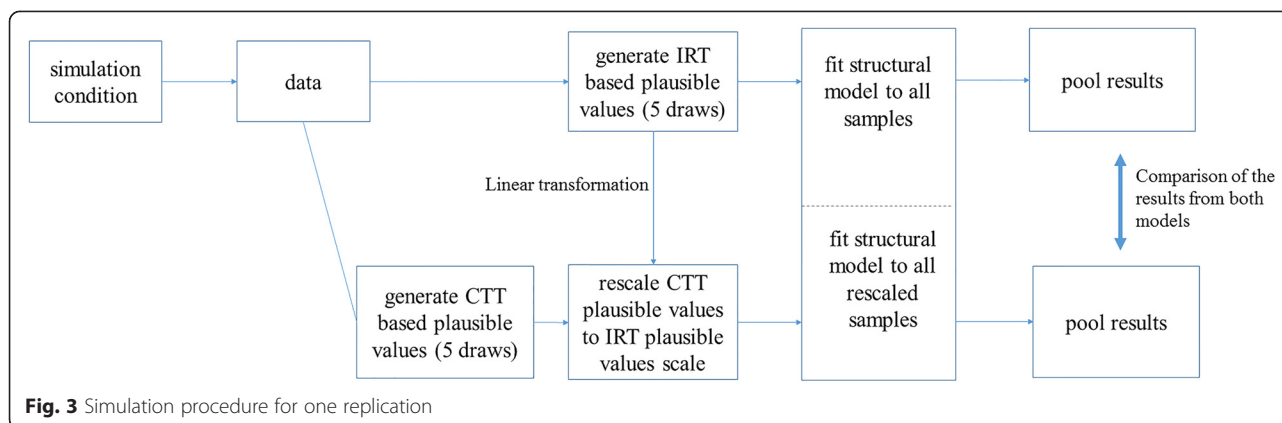 simulation
condition
data
generate IRT
based plausible
values (5 draws)
fit structural
model to all
samples
pool results
Linear transformation
Comparison of the
results from both
models
generate CTT
based plausible
values (5 draws)
rescale CTT
plausible values
to IRT plausible
values scale
fit structural
model to all
rescaled
samples
pool results
Fig. 3 Simulation procedure for one replication